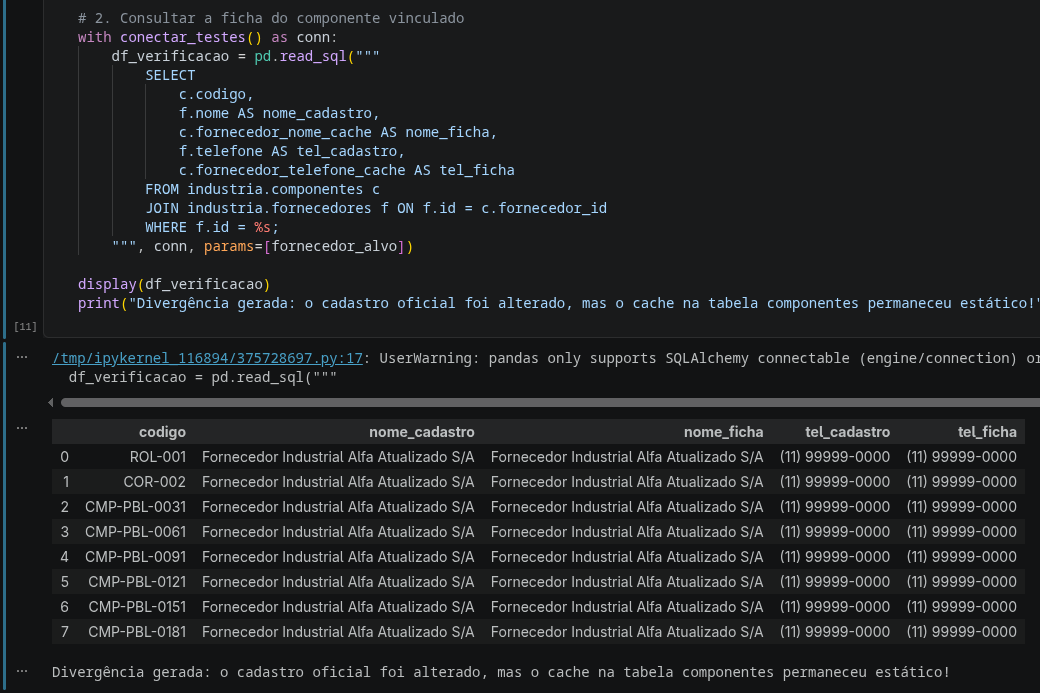 # 2. Consultar a ficha do componente vinculado
with conectar_testes() as conn:
    df_verificacao = pd.read_sql("""
        SELECT
            c.codigo,
            f.nome AS nome_cadastro,
            c.fornecedor_nome_cache AS nome_ficha,
            f.telefone AS tel_cadastro,
            c.fornecedor_telefone_cache AS tel_ficha
        FROM industria.componentes c
        JOIN industria.fornecedores f ON f.id = c.fornecedor_id
        WHERE f.id = %s;
    """, conn, params=[fornecedor_alvo])
display(df_verificacao)
print("Divergência gerada: o cadastro oficial foi alterado, mas o cache na tabela componentes permaneceu estático!"
[11]
... /tmp/ipykernel_116894/375728697.py:17: UserWarning: pandas only supports SQLAlchemy connectable (engine/connection) or
  df_verificacao = pd.read_sql("""
...
codigo nome_cadastro nome_ficha tel_cadastro tel_ficha
0 ROL-001 Fornecedor Industrial Alfa Atualizado S/A Fornecedor Industrial Alfa Atualizado S/A (11) 99999-0000 (11) 99999-0000
1 COR-002 Fornecedor Industrial Alfa Atualizado S/A Fornecedor Industrial Alfa Atualizado S/A (11) 99999-0000 (11) 99999-0000
2 CMP-PBL-0031 Fornecedor Industrial Alfa Atualizado S/A Fornecedor Industrial Alfa Atualizado S/A (11) 99999-0000 (11) 99999-0000
3 CMP-PBL-0061 Fornecedor Industrial Alfa Atualizado S/A Fornecedor Industrial Alfa Atualizado S/A (11) 99999-0000 (11) 99999-0000
4 CMP-PBL-0091 Fornecedor Industrial Alfa Atualizado S/A Fornecedor Industrial Alfa Atualizado S/A (11) 99999-0000 (11) 99999-0000
5 CMP-PBL-0121 Fornecedor Industrial Alfa Atualizado S/A Fornecedor Industrial Alfa Atualizado S/A (11) 99999-0000 (11) 99999-0000
6 CMP-PBL-0151 Fornecedor Industrial Alfa Atualizado S/A Fornecedor Industrial Alfa Atualizado S/A (11) 99999-0000 (11) 99999-0000
7 CMP-PBL-0181 Fornecedor Industrial Alfa Atualizado S/A Fornecedor Industrial Alfa Atualizado S/A (11) 99999-0000 (11) 99999-0000
... Divergência gerada: o cadastro oficial foi alterado, mas o cache na tabela componentes permaneceu estático!